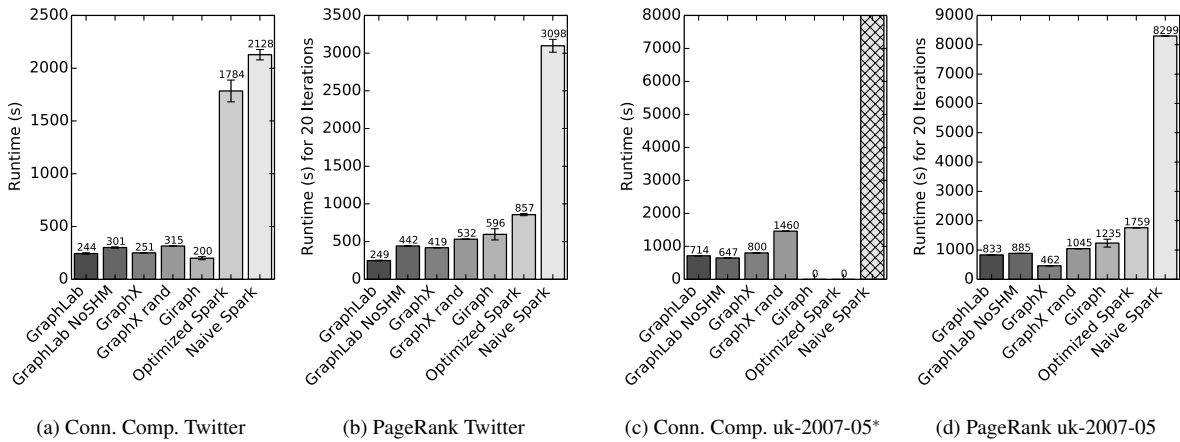 2500
2000
1500
1000
500
0
Runtime (s)
244
301
251
315
200
1784
2128
GraphLab
GraphLab NoSHM
GraphX
GraphX rand
Giraph
Optimized Spark
Naive Spark
(a) Conn. Comp. Twitter
3500
3000
2500
2000
1500
1000
500
0
Runtime (s) for 20 Iterations
249
442
419
532
596
857
3098
GraphLab
GraphLab NoSHM
GraphX
GraphX rand
Giraph
Optimized Spark
Naive Spark
(b) PageRank Twitter
8000
7000
6000
5000
4000
3000
2000
1000
0
Runtime (s)
714
647
800
1460
0
0
GraphLab
GraphLab NoSHM
GraphX
GraphX rand
Giraph
Optimized Spark
Naive Spark
(c) Conn. Comp. uk-2007-05*
9000
8000
7000
6000
5000
4000
3000
2000
1000
0
Runtime (s) for 20 Iterations
833
885
462
1045
1235
1759
8299
GraphLab
GraphLab NoSHM
GraphX
GraphX rand
Giraph
Optimized Spark
Naive Spark
(d) PageRank uk-2007-05